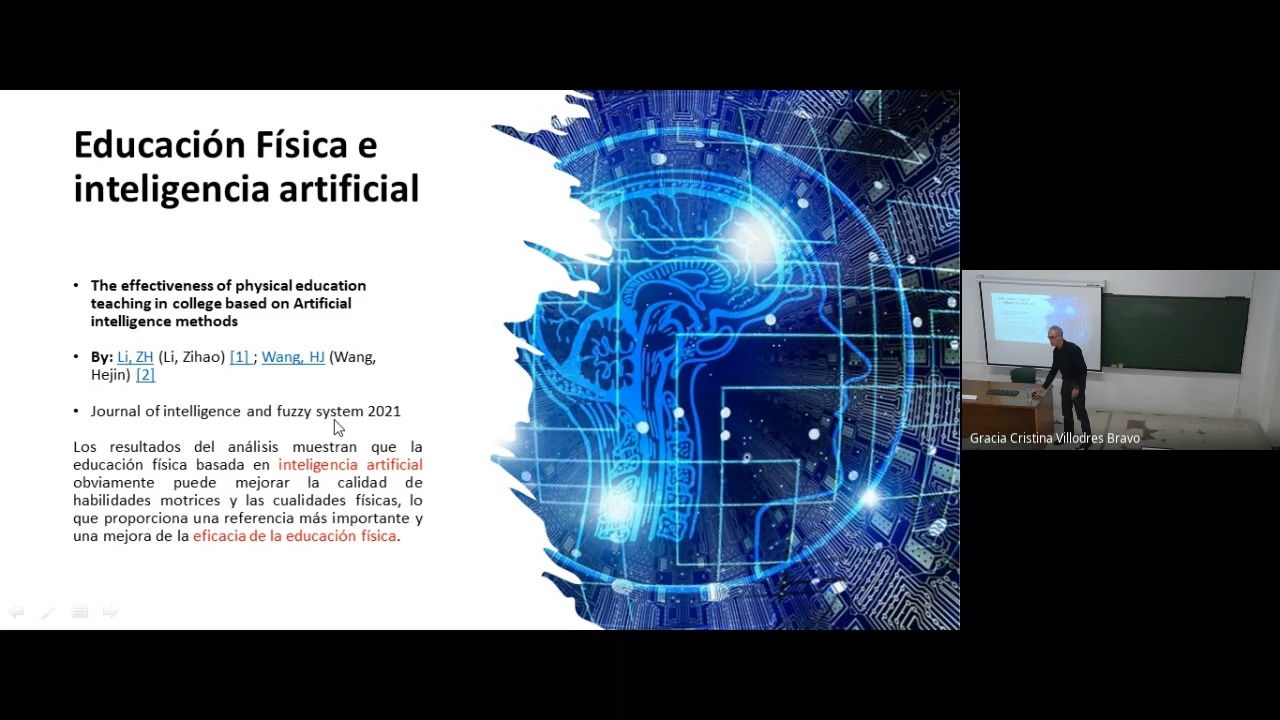 Educación Física e
inteligencia artificial
• The effectiveness of physical education
teaching in college based on Artificial
intelligence methods
• By: Li, ZH (Li, Zihao) [1] ; Wang, HJ (Wang,
Hejin) [2]
• Journal of intelligence and fuzzy system 2021
Los resultados del análisis muestran que la
educación física basada en inteligencia artificial
obviamente puede mejorar la calidad de
habilidades motrices y las cualidades físicas, lo
que proporciona una referencia más importante y
una mejora de la eficacia de la educación física.
Gracia Cristina Villodres Bravo